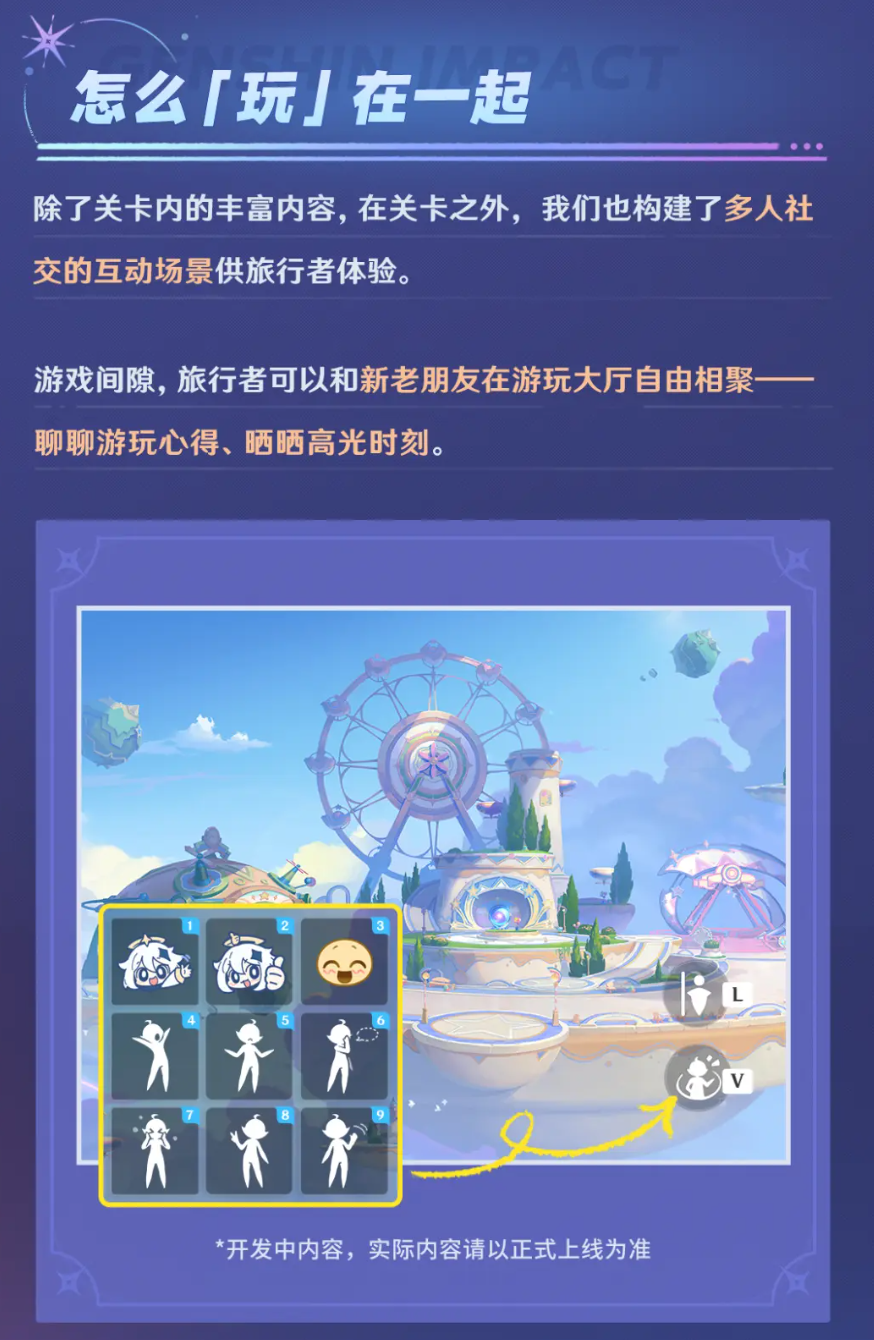 GENSHIN IMPACT
怎么「玩」在一起
除了关卡内的丰富内容，在关卡之外，我们也构建了多人社
交的互动场景供旅行者体验。
游戏间隙，旅行者可以和新老朋友在游玩大厅自由相聚——
聊聊游玩心得、晒晒高光时刻。
1 2 3
4 5 6
7 8 9
L
V
*开发中内容，实际内容请以正式上线为准